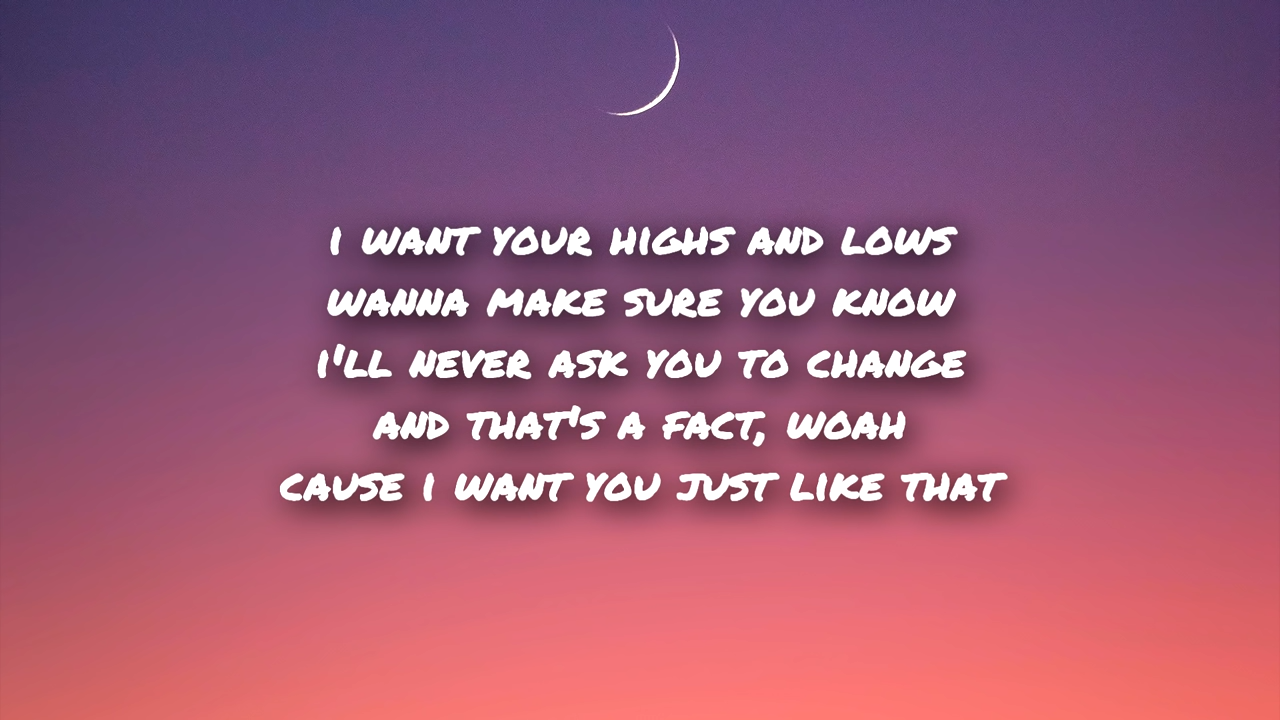 I WANT YOUR HIGHS AND LOWS
WANNA MAKE SURE YOU KNOW
I'LL NEVER ASK YOU TO CHANGE
AND THAT'S A FACT, WOAH
CAUSE I WANT YOU JUST LIKE THAT